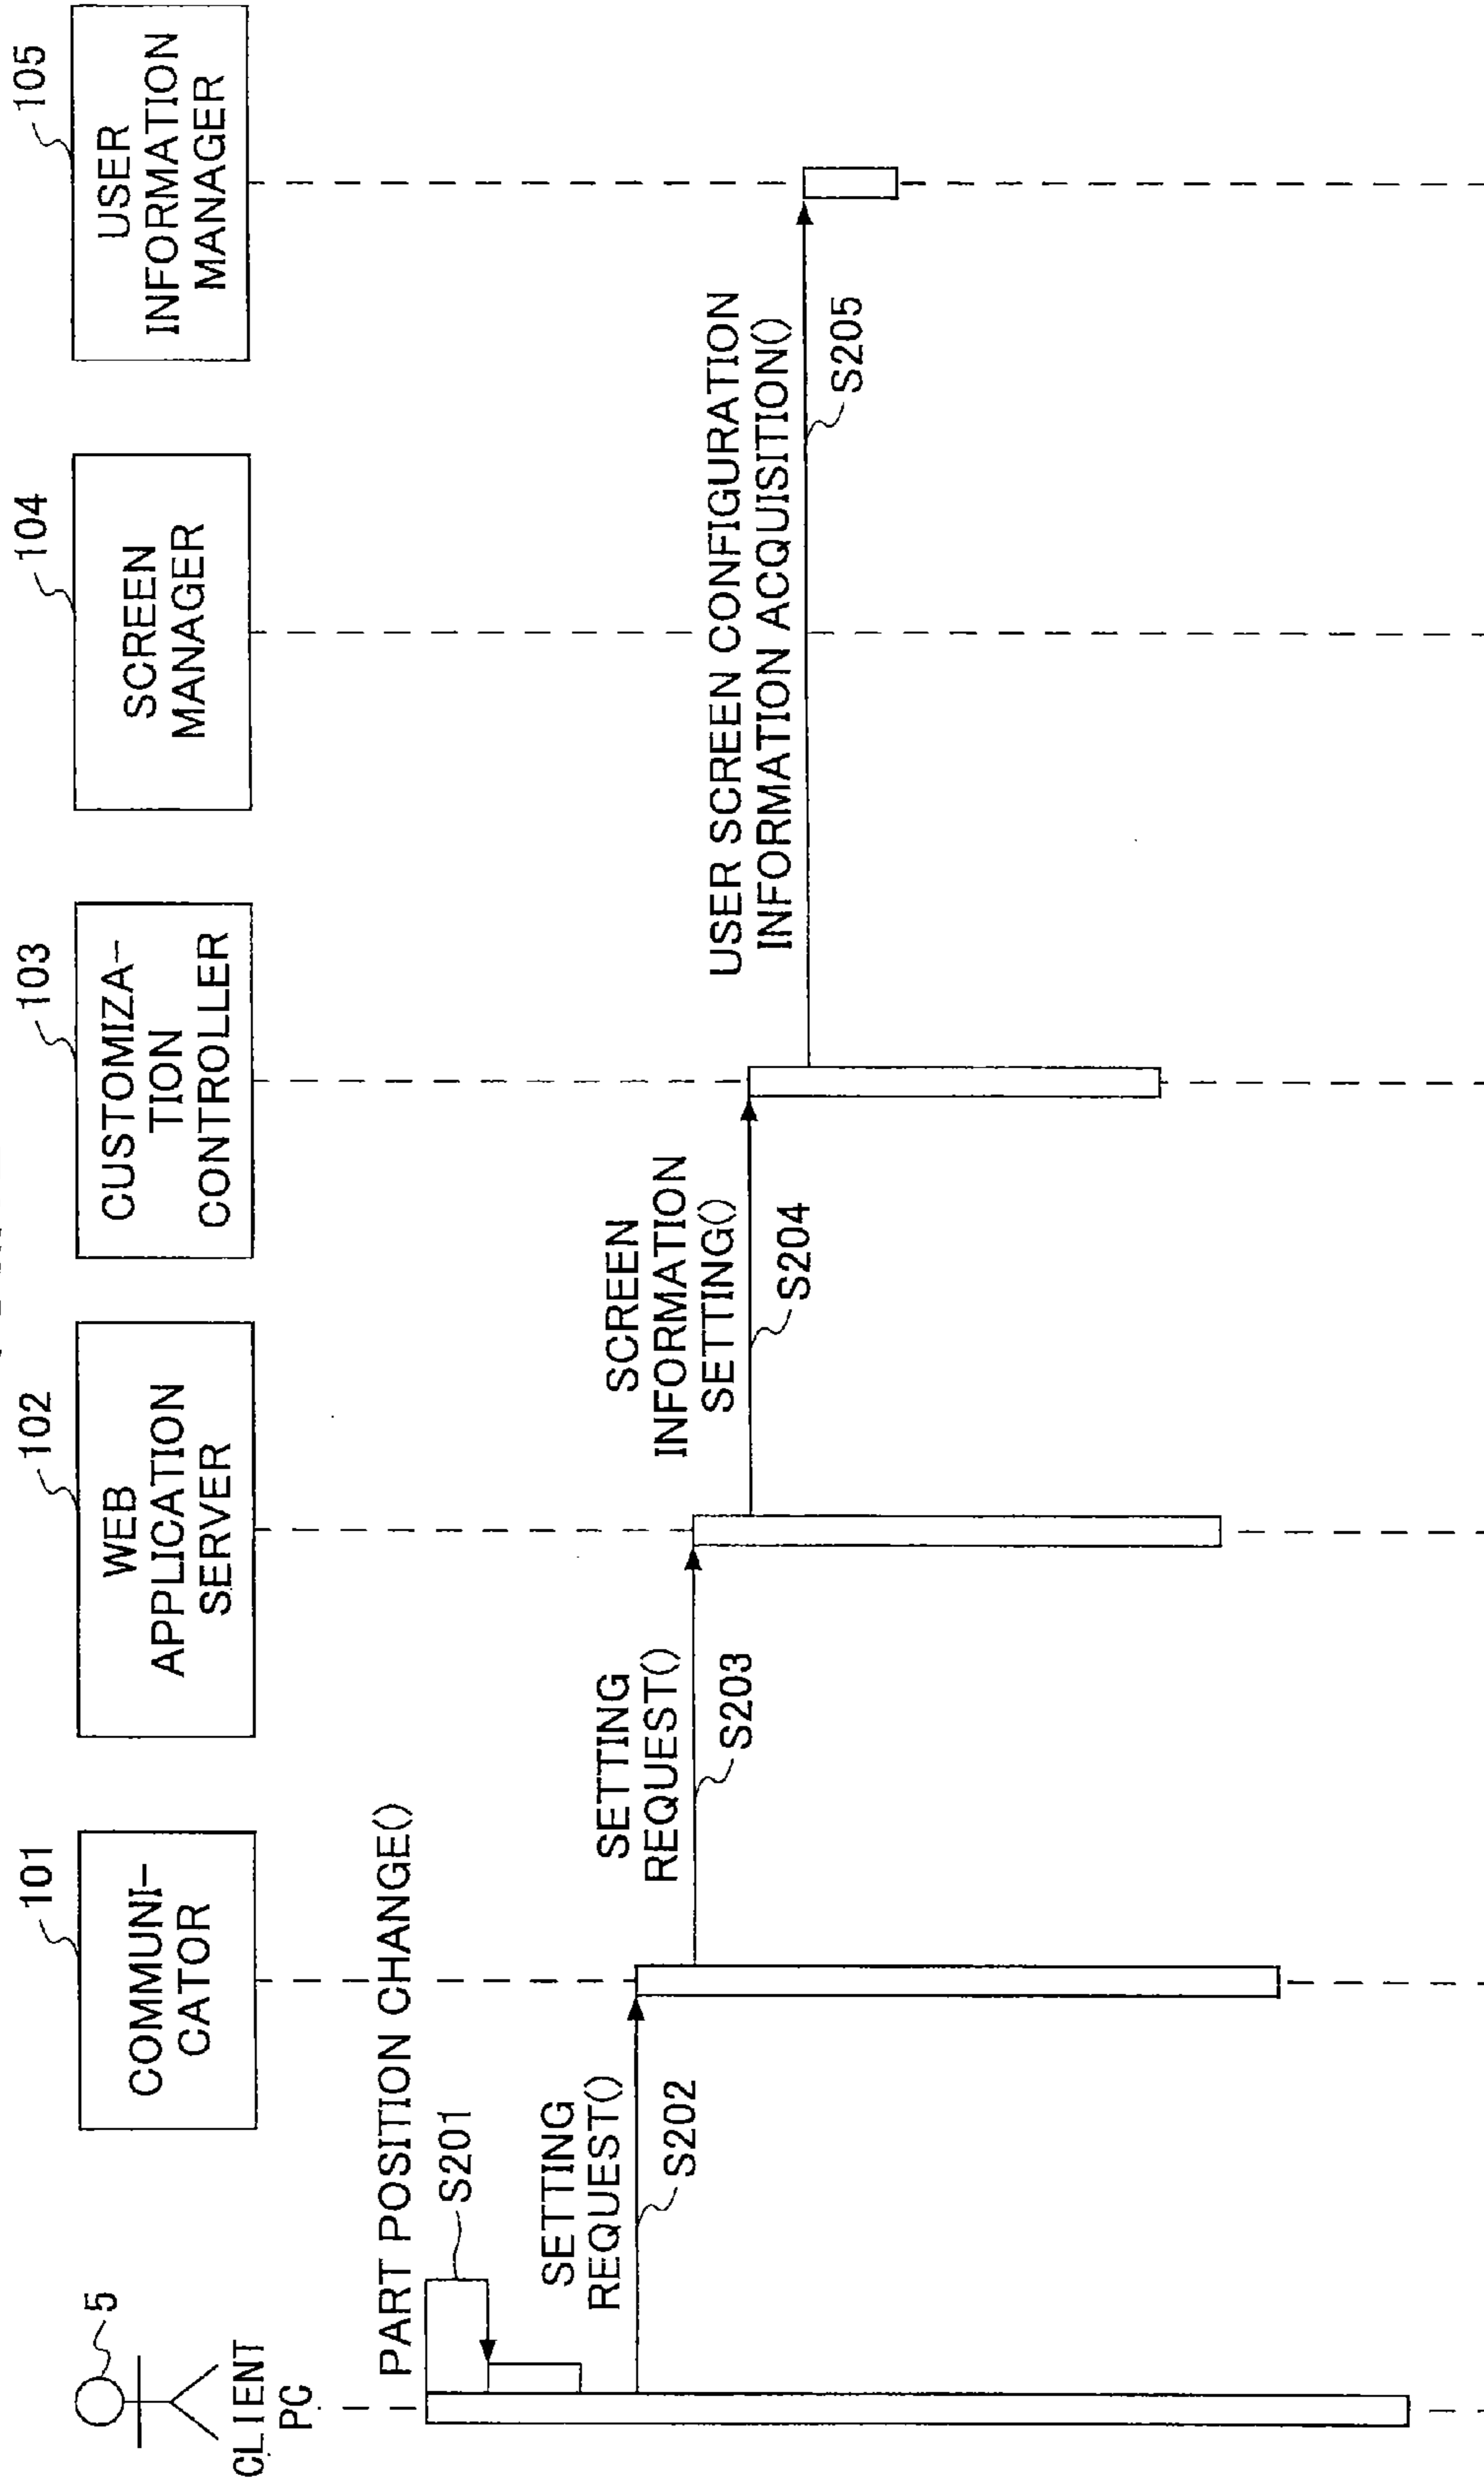 5
CLIENT
PC
101
COMMUNI-
CATOR
102
WEB
APPLICATION
SERVER
103
CUSTOMIZA-
TION
CONTROLLER
104
SCREEN
MANAGER
105
USER
INFORMATION
MANAGER
PART POSITION CHANGE()
S201
SETTING
REQUEST()
S202
SETTING
REQUEST()
S203
SCREEN
INFORMATION
SETTING()
S204
USER SCREEN CONFIGURATION
INFORMATION ACQUISITION()
S205